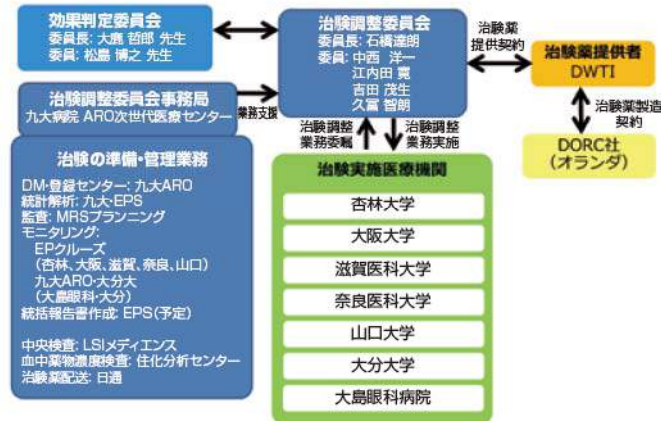 効果判定委員会
委員長: 大鹿 哲郎 先生
委員: 松島 博之 先生
治験調整委員会
委員長: 石橋達朗
委員: 中西 洋一
江内田 寛
吉田 茂生
久冨 智朗
治験薬
提供契約
治験薬提供者
DWTI
治験薬製造
契約
DORC社
(オランダ)
治験調整委員会事務局
九大病院 ARO次世代医療センター
業務支援
治験調整
業務委嘱
治験調整
業務実施
治験の準備・管理業務
DM・登録センター: 九大ARO
統計解析: 九大・EPS
監査: MRSプランニング
モニタリング:
EPクルーズ
(杏林、大阪、滋賀、奈良、山口)
九大ARO・大分大
(大島眼科・大分)
統括報告書作成: EPS(予定)
中央検査: LSIメディエンス
血中薬物濃度検査: 住化分析センター
治験薬配送: 日通
治験実施医療機関
杏林大学
大阪大学
滋賀医科大学
奈良医科大学
山口大学
大分大学
大島眼科病院